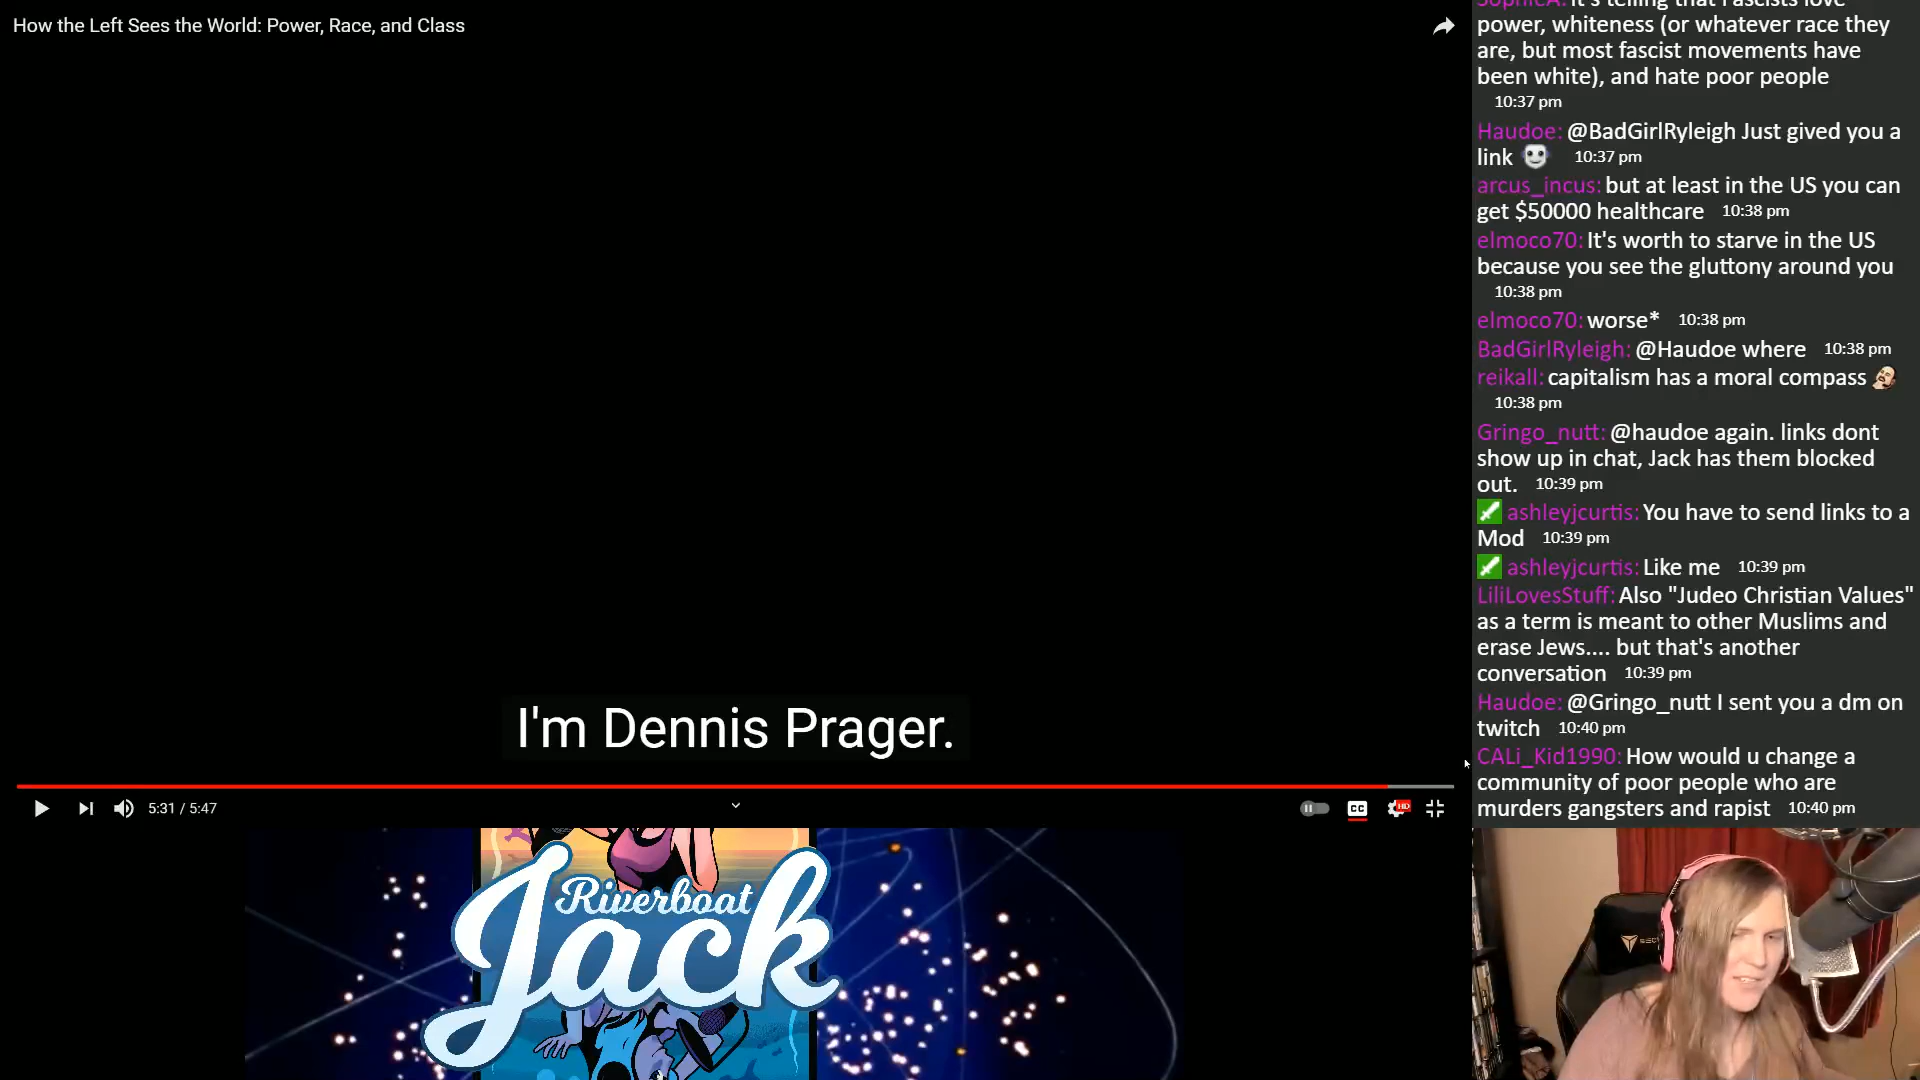 How the Left Sees the World: Power, Race, and Class
I'm Dennis Prager.
5:31 / 5:47
CC
HD
Riverboat
Jack
SophieA: It's telling that Fascists love
power, whiteness (or whatever race they
are, but most fascist movements have
been white), and hate poor people
10:37 pm
Haudoe: @BadGirlRyleigh Just gived you a
link 10:37 pm
arcus_incus: but at least in the US you can
get $50000 healthcare 10:38 pm
elmoco70: It's worth to starve in the US
because you see the gluttony around you
10:38 pm
elmoco70: worse* 10:38 pm
BadGirlRyleigh: @Haudoe where 10:38 pm
reikall: capitalism has a moral compass
10:38 pm
Gringo_nutt: @haudoe again. links dont
show up in chat, Jack has them blocked
out. 10:39 pm
ashleyjcurtis: You have to send links to a
Mod 10:39 pm
ashleyjcurtis: Like me 10:39 pm
LiliLovesStuff: Also "Judeo Christian Values"
as a term is meant to other Muslims and
erase Jews.... but that's another
conversation 10:39 pm
Haudoe: @Gringo_nutt I sent you a dm on
twitch 10:40 pm
CALi_Kid1990: How would u change a
community of poor people who are
murders gangsters and rapist 10:40 pm